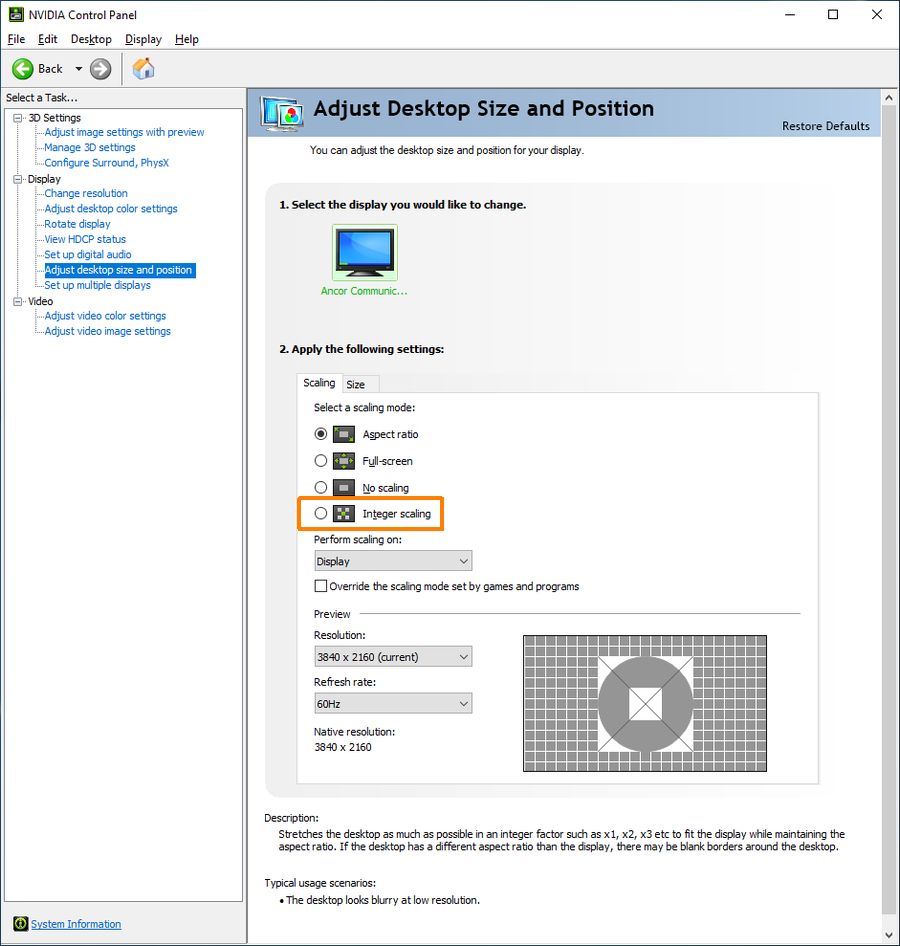 NVIDIA Control Panel
File Edit Desktop Display Help
Back
Select a Task...
3D Settings
Adjust image settings with preview
Manage 3D settings
Configure Surround, PhysX
Display
Change resolution
Adjust desktop color settings
Rotate display
View HDCP status
Set up digital audio
Adjust desktop size and position
Set up multiple displays
Video
Adjust video color settings
Adjust video image settings
System Information
Adjust Desktop Size and Position
Restore Defaults
You can adjust the desktop size and position for your display.
1. Select the display you would like to change.
Ancor Communic...
2. Apply the following settings:
Scaling Size
Select a scaling mode:
Aspect ratio
Full-screen
No scaling
Integer scaling
Perform scaling on:
Display
Override the scaling mode set by games and programs
Preview
Resolution:
3840 x 2160 (current)
Refresh rate:
60Hz
Native resolution:
3840 x 2160
Description:
Stretches the desktop as much as possible in an integer factor such as x1, x2, x3 etc to fit the display while maintaining the
aspect ratio. If the desktop has a different aspect ratio than the display, there may be blank borders around the desktop.
Typical usage scenarios:
• The desktop looks blurry at low resolution.